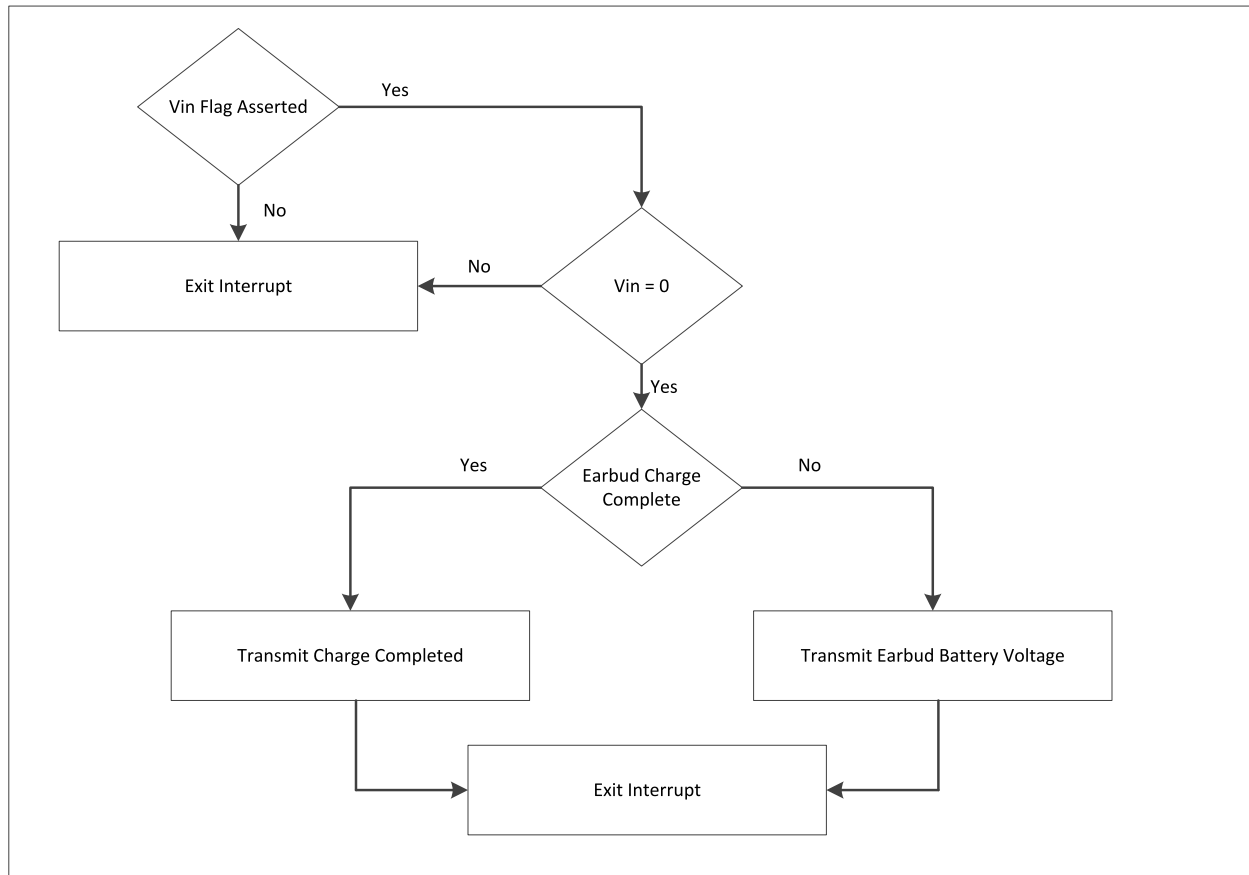 Yes
Vin Flag Asserted
No
Exit Interrupt
No
Vin = 0
Yes
Yes
Earbud Charge
Complete
No
Transmit Charge Completed
Transmit Earbud Battery Voltage
Exit Interrupt